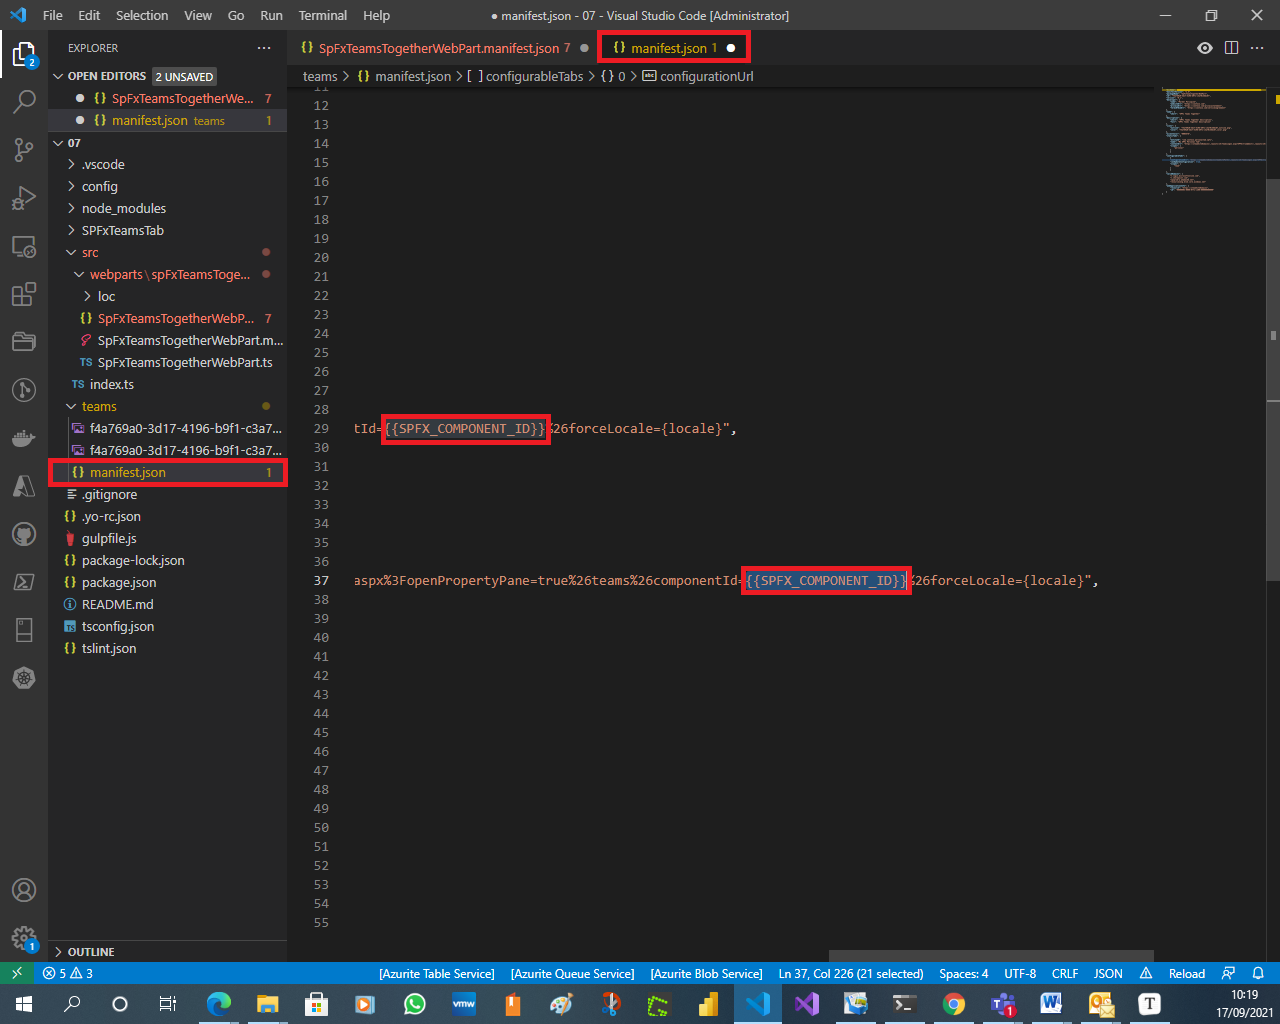 File Edit Selection View Go Run Terminal Help
● manifest.json - 07 - Visual Studio Code [Administrator]
EXPLORER
OPEN EDITORS 2 UNSAVED
SpFxTeamsTogetherWe... 7
manifest.json teams 1
07
.vscode
config
node_modules
SPFxTeamsTab
src
webparts\spFxTeamsToge...
loc
SpFxTeamsTogetherWebP... 7
SpFxTeamsTogetherWebPart.m...
TS SpFxTeamsTogetherWebPart.ts
TS index.ts
teams
f4a769a0-3d17-4196-b9f1-c3a7...
f4a769a0-3d17-4196-b9f1-c3a7...
manifest.json 1
.gitignore
.yo-rc.json
gulpfile.js
package-lock.json
package.json
README.md
tsconfig.json
tslint.json
OUTLINE
SpFxTeamsTogetherWebPart.manifest.json 7
manifest.json 1
teams > {} manifest.json > [ ] configurableTabs > {} 0 > abc configurationUrl
11
12
13
14
15
16
17
18
19
20
21
22
23
24
25
26
27
28
29 tId={{SPFX_COMPONENT_ID}}%26forceLocale={locale}",
30
31
32
33
34
35
36
37 aspx%3FopenPropertyPane=true%26teams%26componentId={{SPFX_COMPONENT_ID}}%26forceLocale={locale}",
38
39
40
41
42
43
44
45
46
47
48
49
50
51
52
53
54
55
5 3 [Azurite Table Service] [Azurite Queue Service] [Azurite Blob Service] Ln 37, Col 226 (21 selected) Spaces: 4 UTF-8 CRLF JSON Reload
10:19
17/09/2021